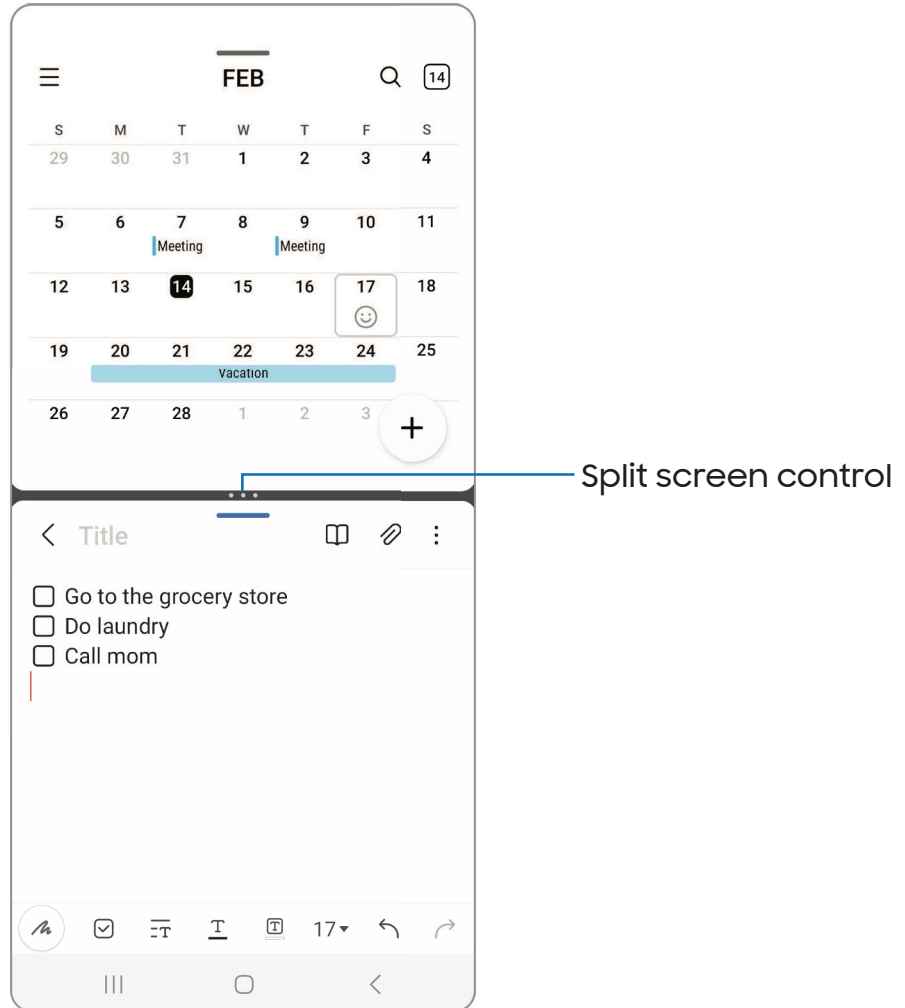 FEB 14
S M T W T F S
29 30 31 1 2 3 4
5 6 7 8 9 10 11
Meeting Meeting
12 13 14 15 16 17 18
19 20 21 22 23 24 25
Vacation
26 27 28 1 2 3
Split screen control
Title
Go to the grocery store
Do laundry
Call mom
T T T 17